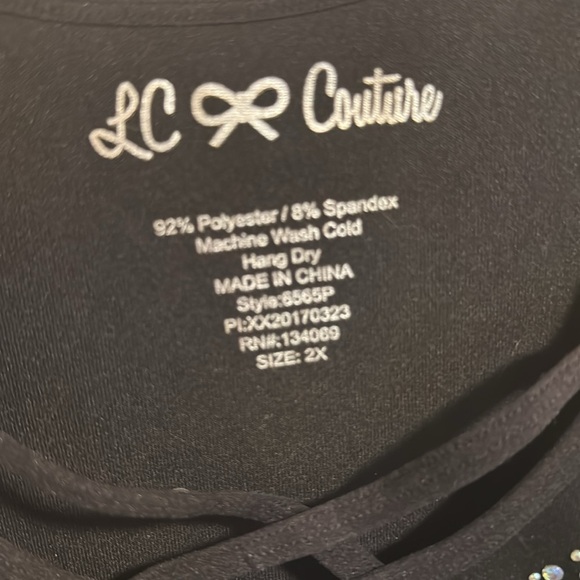 LC Couture
92% Polyester / 8% Spandex
Machine Wash Cold
Hang Dry
MADE IN CHINA
Style:6565P
PI:XX20170323
RN#:134069
SIZE: 2X